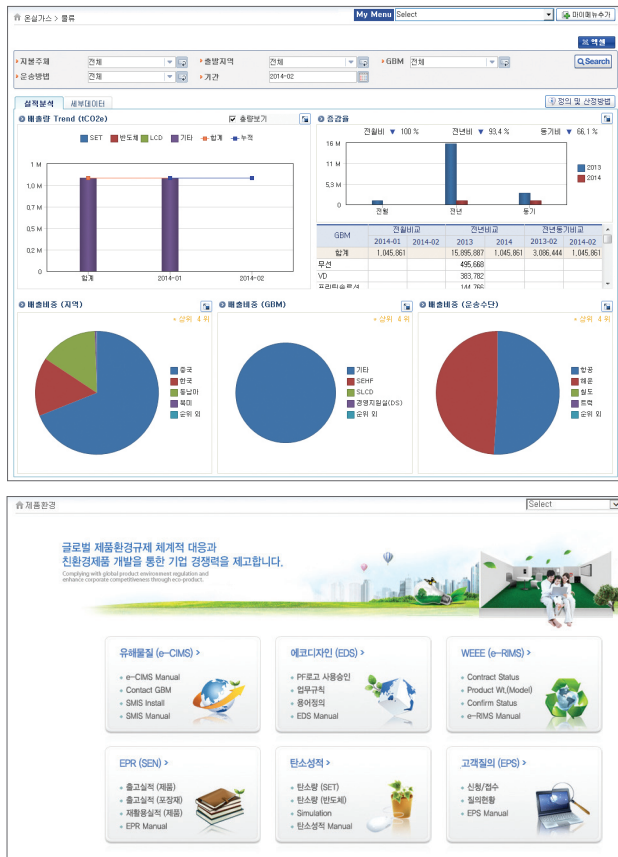 온실가스 > 물류
My Menu Select
마이메뉴추가
엑셀
지불주체 전체 출발지역 전체 GBM 전체 Search
운송방법 전체 기간 2014-02
실적분석 세부데이터 정의 및 산정방법
배출량 Trend (tCO2e) 총량보기
SET 반도체 LCD 기타 합계 누적
1 M
1,0 M
0,7 M
0,5 M
0,2 M
0
합계 2014-01 2014-02
증감율
전월비 ▼ 100 % 전년비 ▼ 93,4 % 동기비 ▼ 66,1 %
16 M
11 M
5,3 M
0
전월 전년 동기
2013
2014
GBM 전월비교 전년비교 전년동기비교
2014-01 2014-02 2013 2014 2013-02 2014-02
합계 1,045,861 15,895,887 1,045,861 3,086,444 1,045,861
무선 495,668
VD 383,782
프린팅솔루션 144,766
배출비중 (지역)
상위 4 위
중국
한국
동남아
북미
순위 외
배출비중 (GBM)
상위 4 위
기타
SEHF
SLCD
경영지원실(DS)
순위 외
배출비중 (운송수단)
상위 4 위
항공
해운
철도
트럭
순위 외
제품환경
Select
글로벌 제품환경규제 체계적 대응과
친환경제품 개발을 통한 기업 경쟁력을 제고합니다.
Complying with global product environment regulation and
enhance corporate competitiveness through eco-product.
유해물질 (e-CIMS) >
e-CIMS Manual
Contact GBM
SMIS Install
SMIS Manual
에코디자인 (EDS) >
PF로고 사용승인
업무규칙
용어정의
EDS Manual
WEEE (e-RIMS) >
Contract Status
Product Wt,(Model)
Confirm Status
e-RIMS Manual
EPR (SEN) >
출고실적 (제품)
출고실적 (포장재)
재활용실적 (제품)
EPR Manual
탄소성적 >
탄소량 (SET)
탄소량 (반도체)
Simulation
탄소성적 Manual
고객질의 (EPS) >
신청/접수
질의현황
EPS Manual